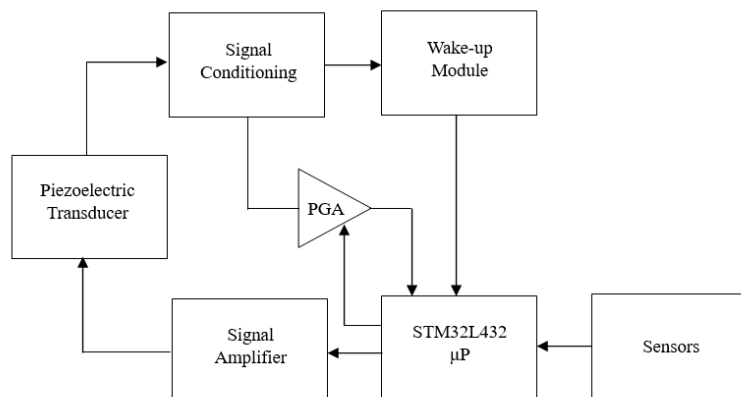 Signal
Conditioning
Wake-up
Module
Piezoelectric
Transducer
PGA
Signal
Amplifier
STM32L432
μP
Sensors